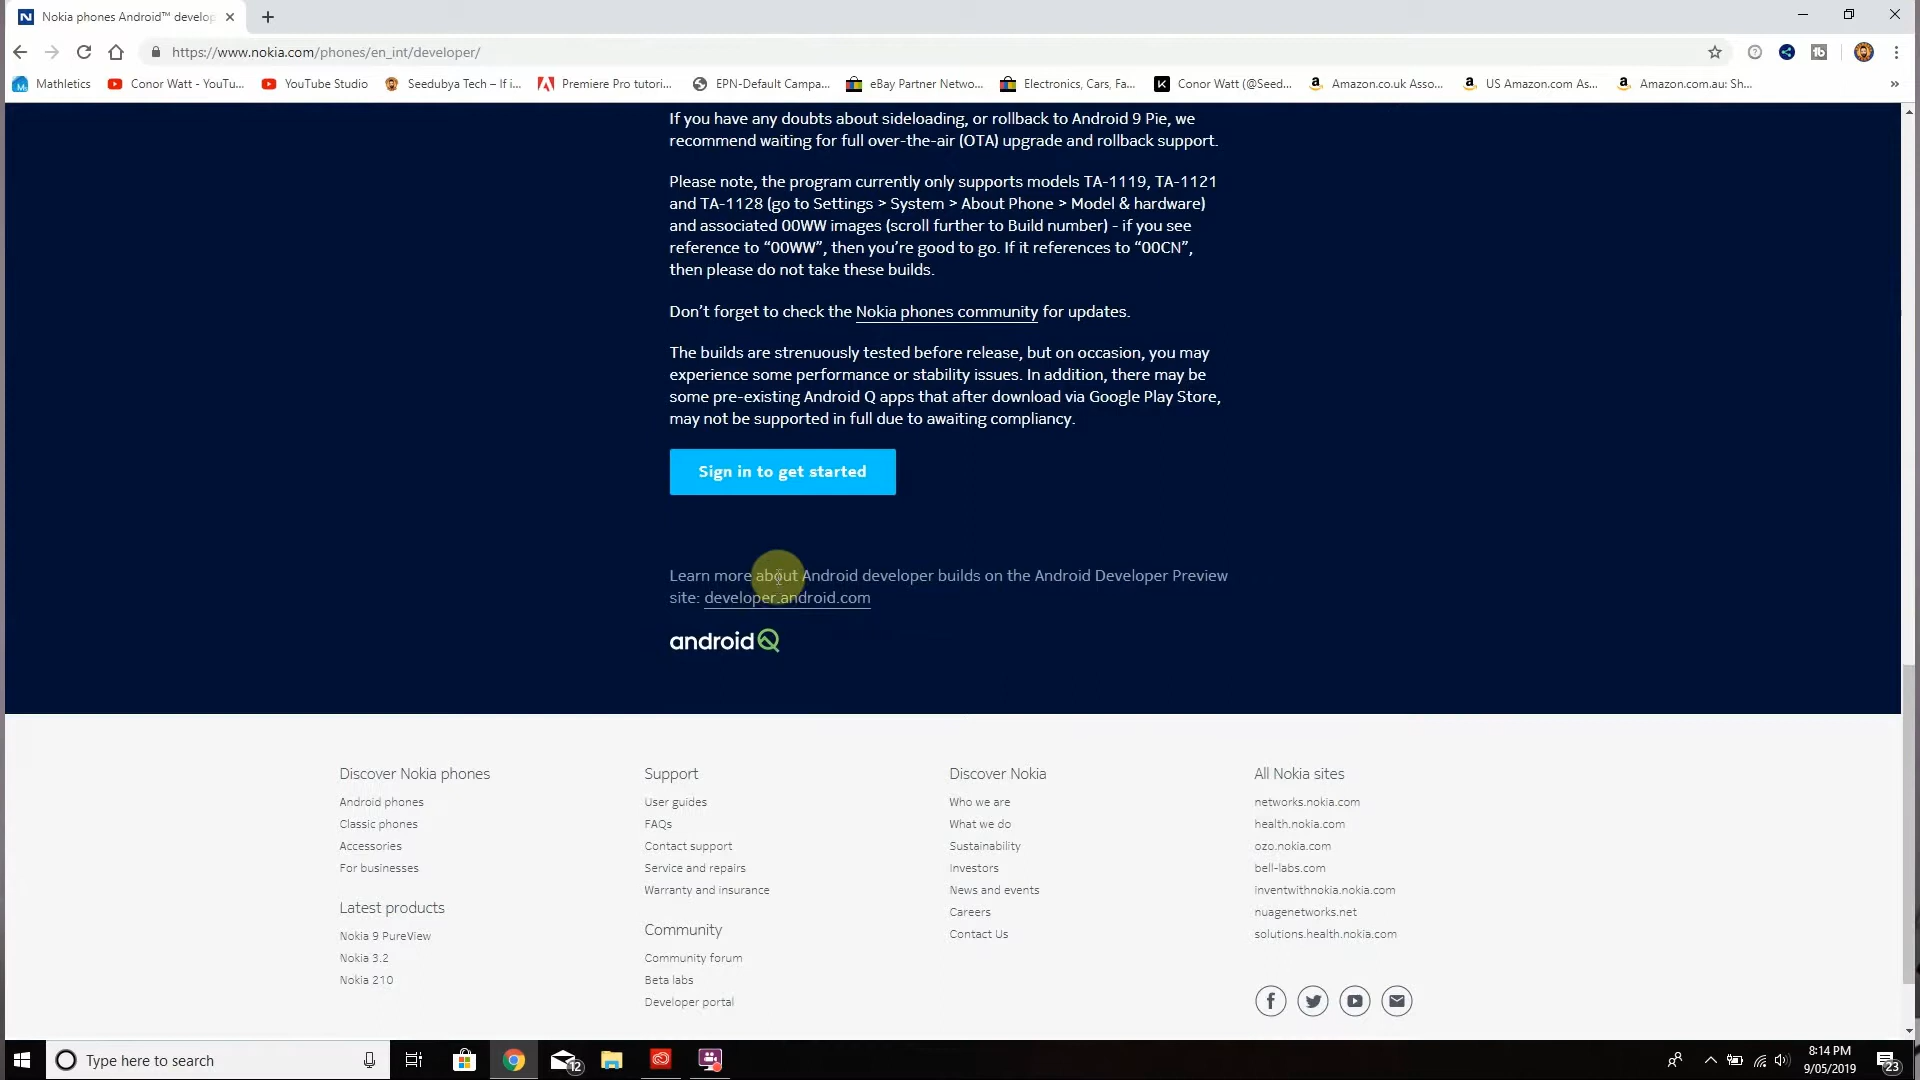 Nokia phones Android™ develop
https://www.nokia.com/phones/en_int/developer/
Mathletics
Conor Watt - YouTu...
YouTube Studio
Seedubya Tech – If i...
Premiere Pro tutori...
EPN-Default Campa...
eBay Partner Netwo...
Electronics, Cars, Fa...
Conor Watt (@Seed...
Amazon.co.uk Asso...
US Amazon.com As...
Amazon.com.au: Sh...
If you have any doubts about sideloading, or rollback to Android 9 Pie, we
recommend waiting for full over-the-air (OTA) upgrade and rollback support.
Please note, the program currently only supports models TA-1119, TA-1121
and TA-1128 (go to Settings > System > About Phone > Model & hardware)
and associated 00WW images (scroll further to Build number) - if you see
reference to “00WW”, then you’re good to go. If it references to “00CN”,
then please do not take these builds.
Don’t forget to check the Nokia phones community for updates.
The builds are strenuously tested before release, but on occasion, you may
experience some performance or stability issues. In addition, there may be
some pre-existing Android Q apps that after download via Google Play Store,
may not be supported in full due to awaiting compliancy.
Sign in to get started
Learn more about Android developer builds on the Android Developer Preview
site: developer.android.com
androidQ
Discover Nokia phones
Android phones
Classic phones
Accessories
For businesses
Latest products
Nokia 9 PureView
Nokia 3.2
Nokia 210
Support
User guides
FAQs
Contact support
Service and repairs
Warranty and insurance
Community
Community forum
Beta labs
Developer portal
Discover Nokia
Who we are
What we do
Sustainability
Investors
News and events
Careers
Contact Us
All Nokia sites
networks.nokia.com
health.nokia.com
ozo.nokia.com
bell-labs.com
inventwithnokia.nokia.com
nuagenetworks.net
solutions.health.nokia.com
Type here to search
12
8:14 PM
9/05/2019
23